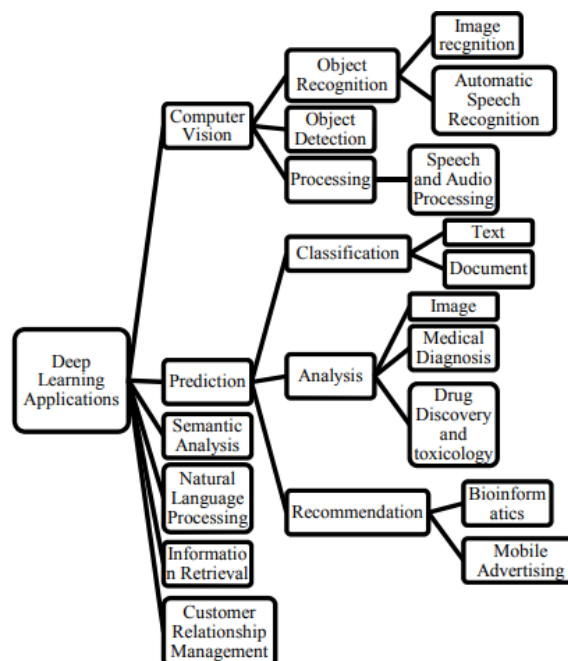 Image
recgnition
Object
Recognition
Automatic
Speech
Recognition
Computer
Vision
Object
Detection
Processing
Speech
and Audio
Processing
Classification
Text
Document
Deep
Learning
Applications
Prediction
Analysis
Image
Medical
Diagnosis
Drug
Discovery
and
toxicology
Semantic
Analysis
Natural
Language
Processing
Recommendation
Bioinform
atics
Mobile
Advertising
Informatio
n Retrieval
Customer
Relationship
Management